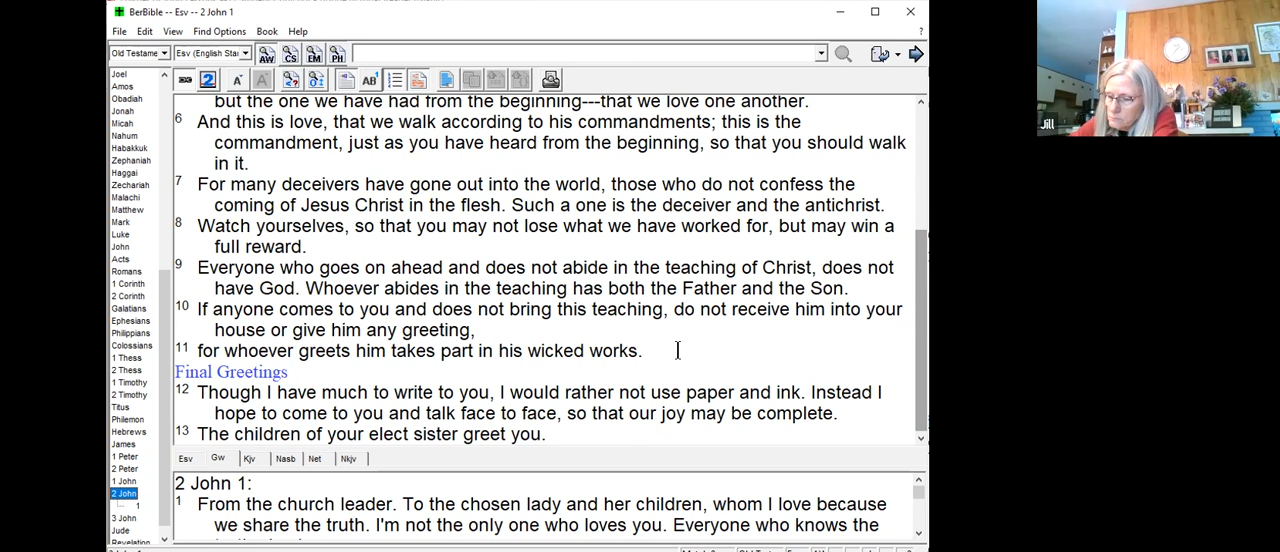 BerBible -- Esv -- 2 John 1
File Edit View Find Options Book Help ?
Old Testame Esv (English Sta AW CS EM PH
Joel
Amos
Obadiah
Jonah
Micah
Nahum
Habakkuk
Zephaniah
Haggai
Zechariah
Malachi
Matthew
Mark
Luke
John
Acts
Romans
1 Corinth
2 Corinth
Galatians
Ephesians
Philippians
Colossians
1 Thess
2 Thess
1 Timothy
2 Timothy
Titus
Philemon
Hebrews
James
1 Peter
2 Peter
1 John
2 John
1
3 John
Jude
Revelation
but the one we have had from the beginning---that we love one another.
6 And this is love, that we walk according to his commandments; this is the
commandment, just as you have heard from the beginning, so that you should walk
in it.
7 For many deceivers have gone out into the world, those who do not confess the
coming of Jesus Christ in the flesh. Such a one is the deceiver and the antichrist.
8 Watch yourselves, so that you may not lose what we have worked for, but may win a
full reward.
9 Everyone who goes on ahead and does not abide in the teaching of Christ, does not
have God. Whoever abides in the teaching has both the Father and the Son.
10 If anyone comes to you and does not bring this teaching, do not receive him into your
house or give him any greeting,
11 for whoever greets him takes part in his wicked works.
Final Greetings
12 Though I have much to write to you, I would rather not use paper and ink. Instead I
hope to come to you and talk face to face, so that our joy may be complete.
13 The children of your elect sister greet you.
Esv Gw Kjv Nasb Net Nkjv
2 John 1:
1 From the church leader. To the chosen lady and her children, whom I love because
we share the truth. I'm not the only one who loves you. Everyone who knows the
Jill